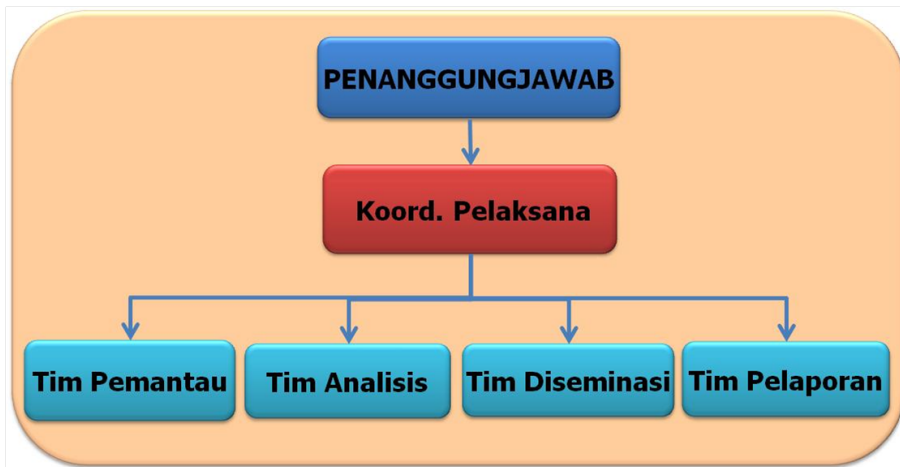 PENANGGUNGJAWAB
Koord. Pelaksana
Tim Pemantau
Tim Analisis
Tim Diseminasi
Tim Pelaporan